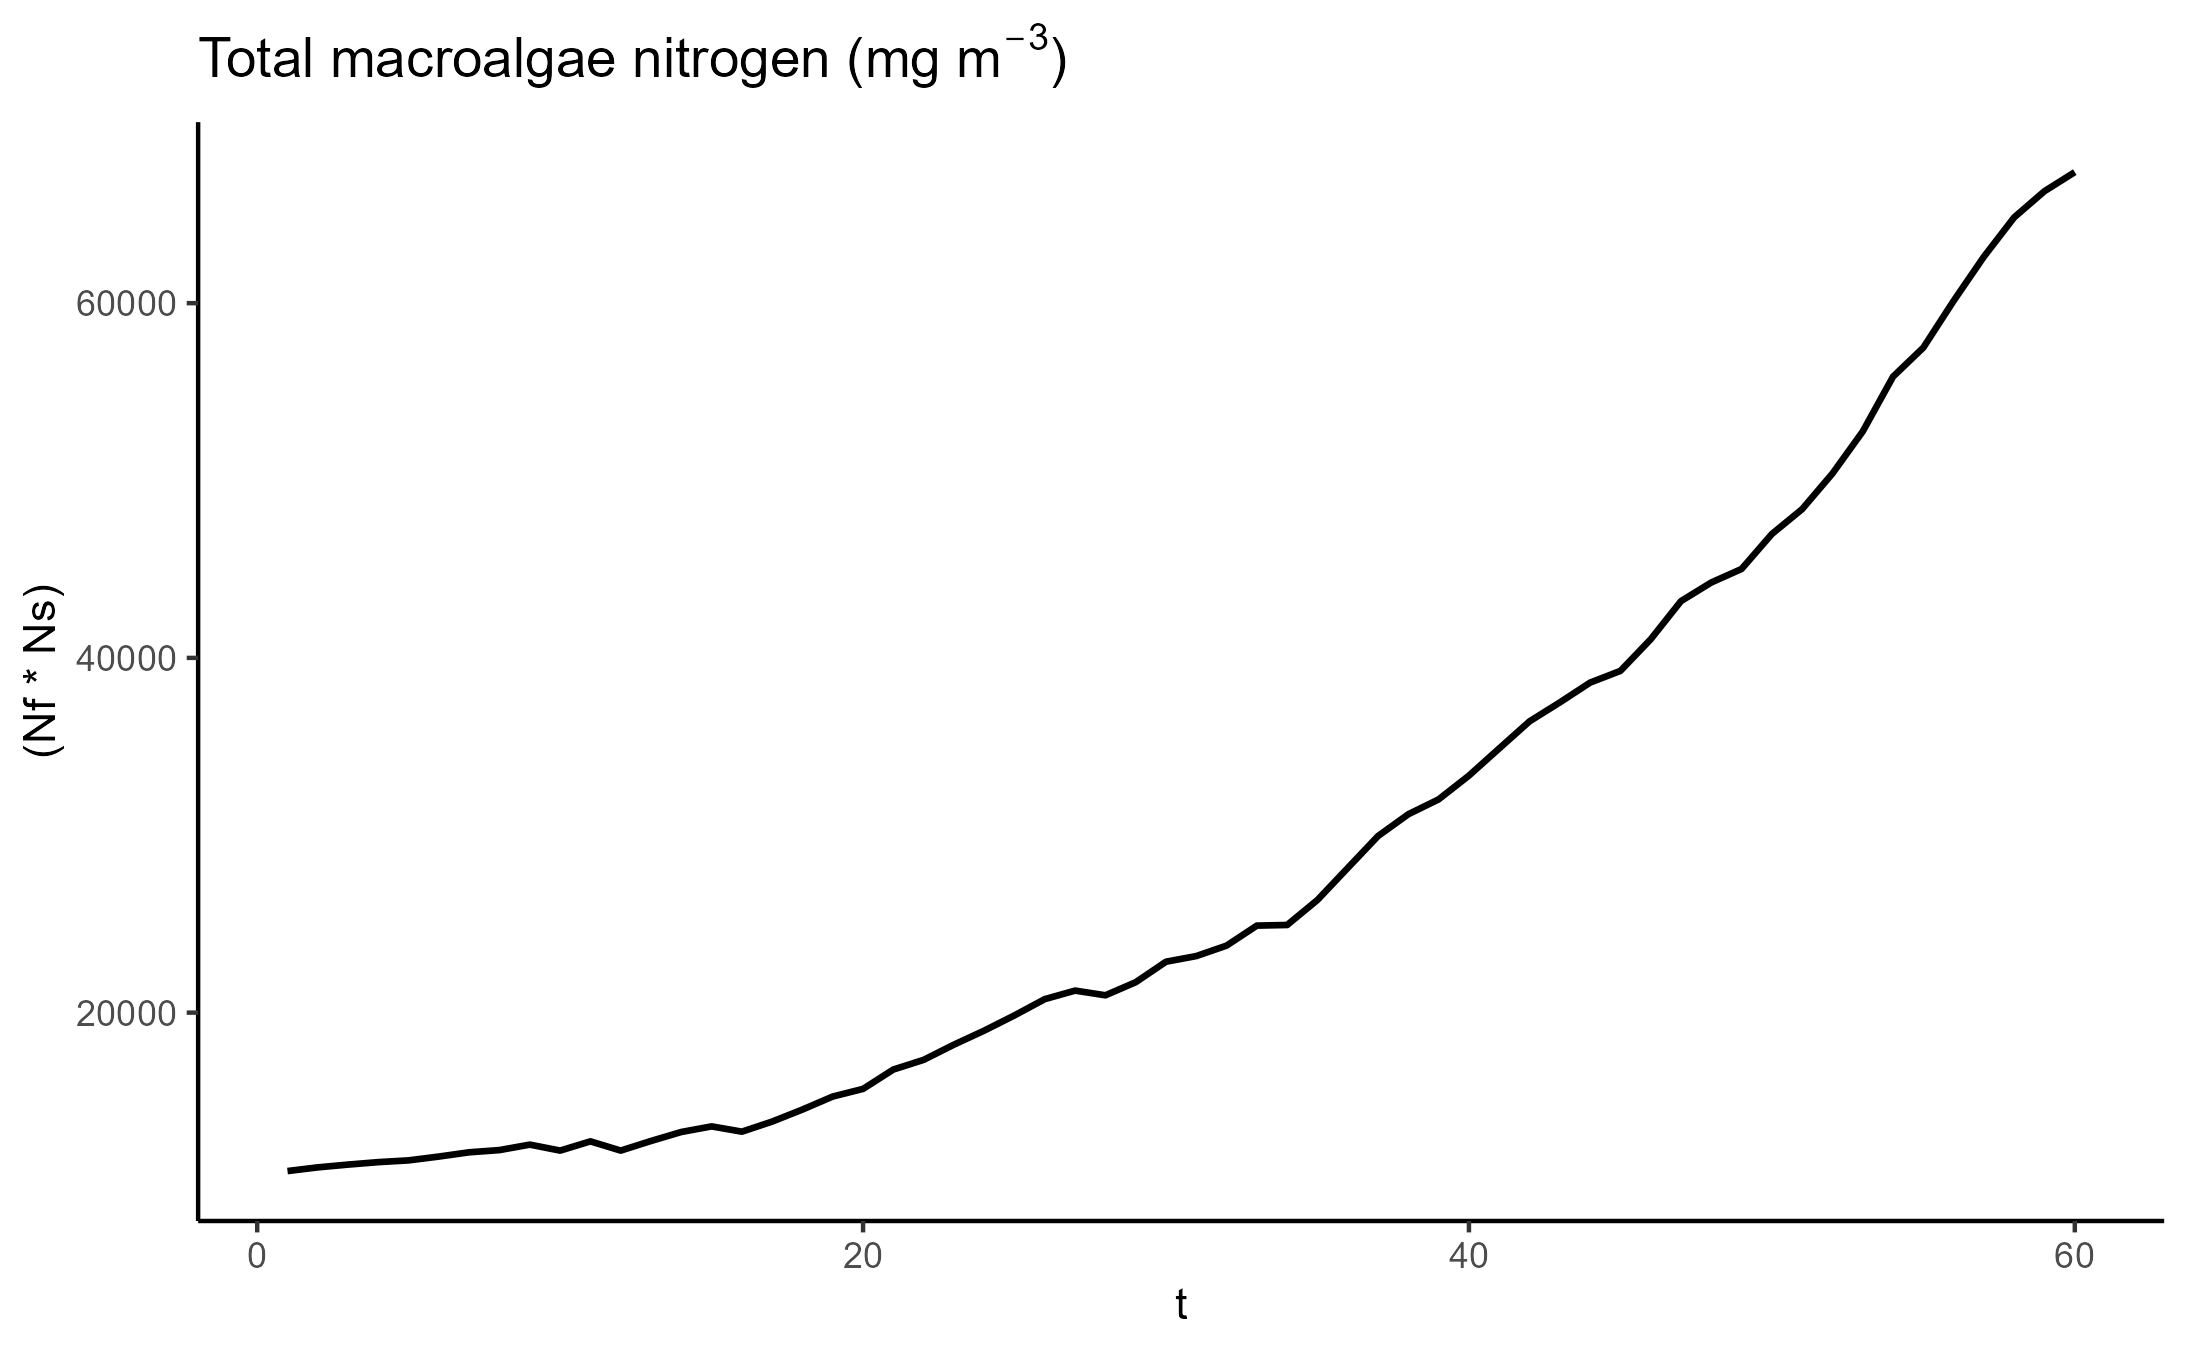 Total macroalgae nitrogen (mg m⁻³)
(Nf * Ns)
60000
40000
20000
0 20 40 60
t